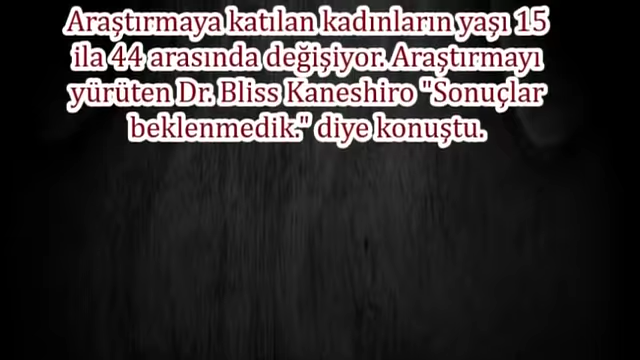 Araştırmaya katılan kadınların yaşı 15
ila 44 arasında değişiyor. Araştırmayı
yürüten Dr. Bliss Kaneshiro "Sonuçlar
beklenmedik." diye konuştu.